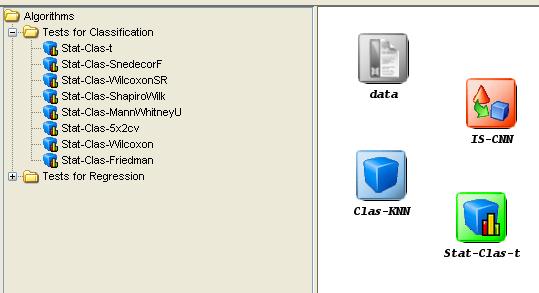 Algorithms
Tests for Classification
Stat-Clas-t
Stat-Clas-SnedecorF
Stat-Clas-WilcoxonSR
Stat-Clas-ShapiroWilk
Stat-Clas-MannWhitneyU
Stat-Clas-5x2cv
Stat-Clas-Wilcoxon
Stat-Clas-Friedman
Tests for Regression
data
IS-CNN
Clas-KNN
Stat-Clas-t